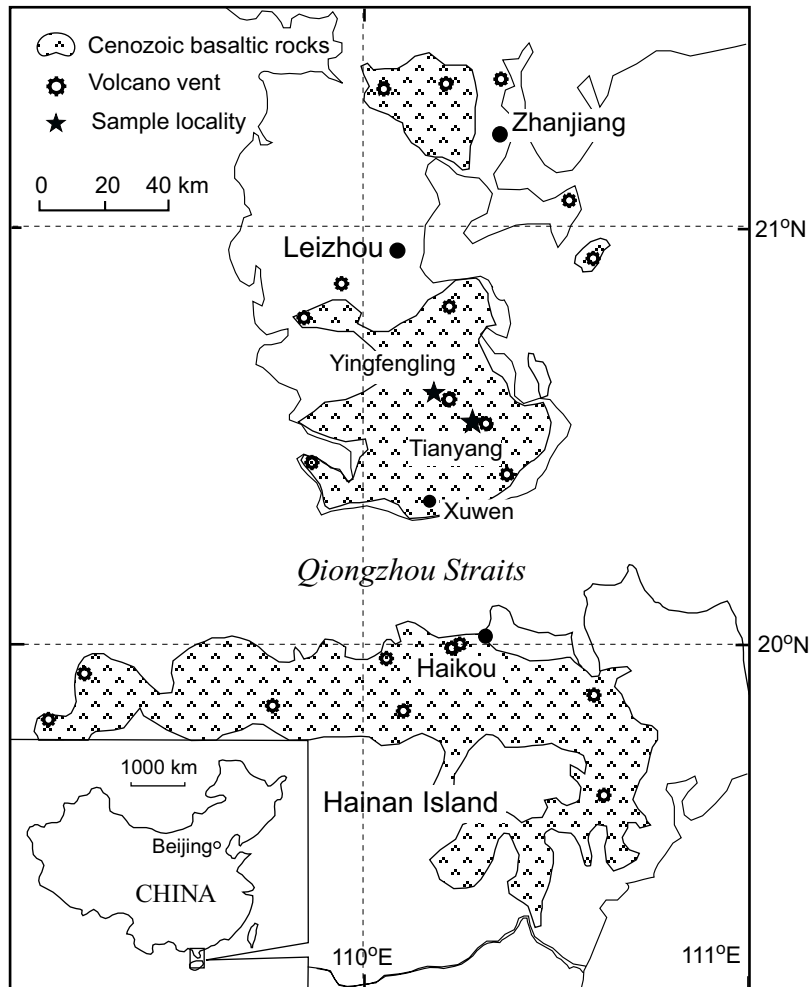 Cenozoic basaltic rocks
Volcano vent
Sample locality
0 20 40 km
Zhanjiang
21°N
Leizhou
Yingfengling
Tianyang
Xuwen
Qiongzhou Straits
20°N
Haikou
1000 km
Hainan Island
Beijing
CHINA
110°E
111°E